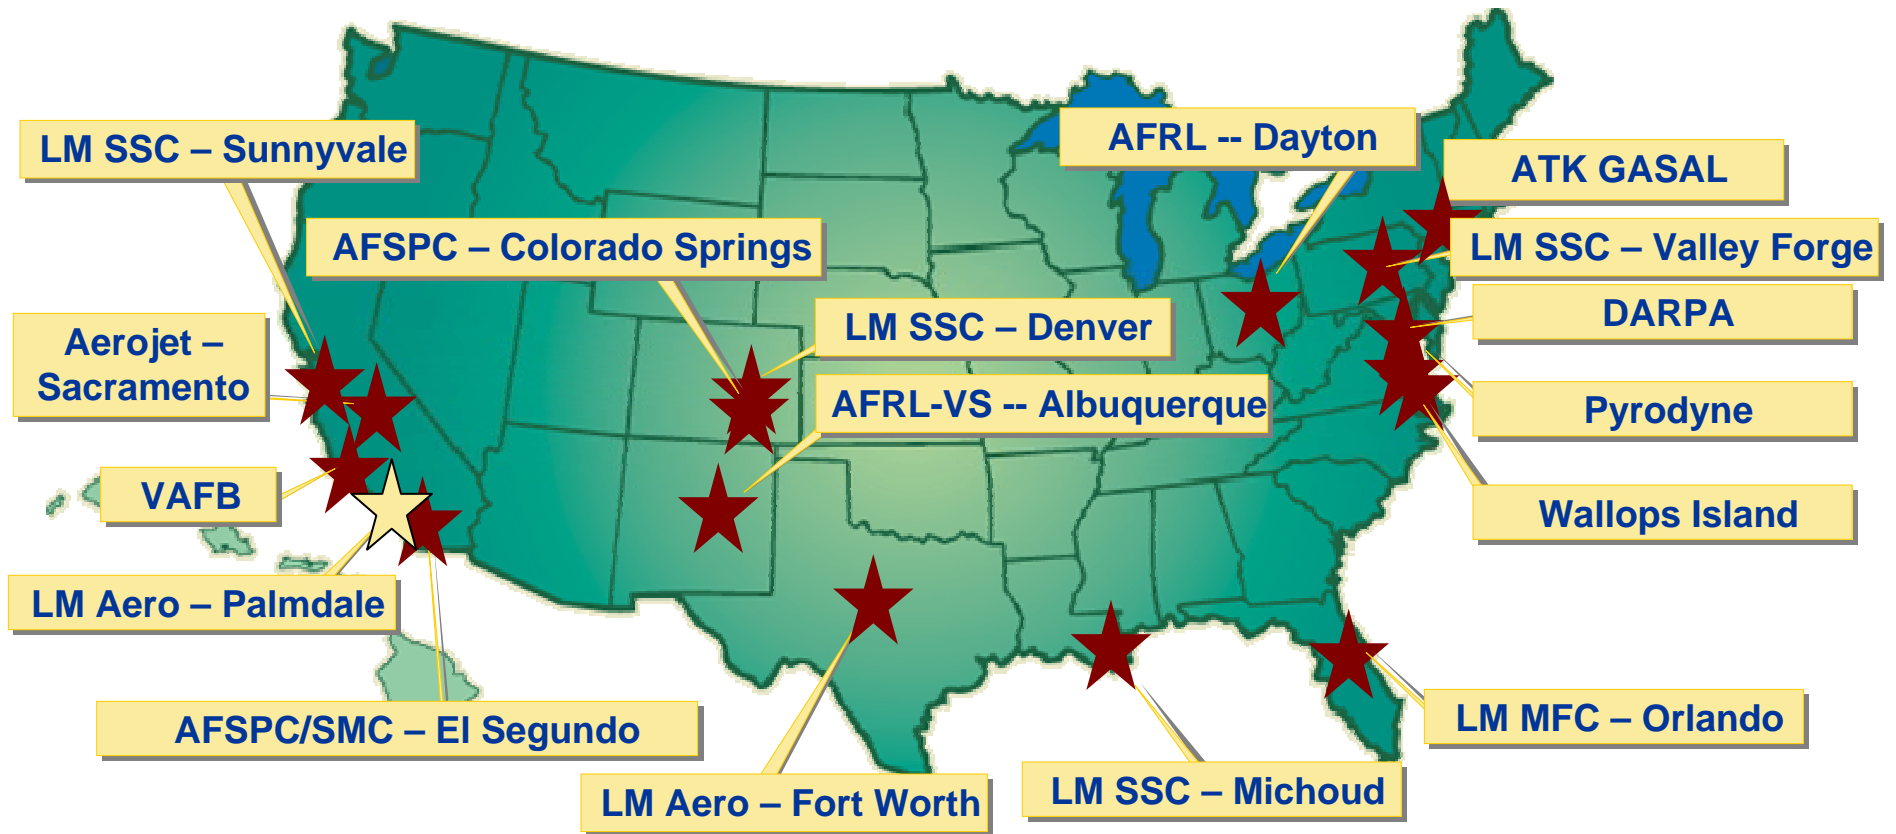 AFRL -- Dayton
LM SSC – Sunnyvale
ATK GASAL
AFSPC – Colorado Springs
LM SSC – Valley Forge
DARPA
LM SSC – Denver
Aerojet –
Sacramento
AFRL-VS -- Albuquerque
Pyrodyne
VAFB
Wallops Island
LM Aero – Palmdale
AFSPC/SMC – El Segundo
LM MFC – Orlando
LM SSC – Michoud
LM Aero – Fort Worth